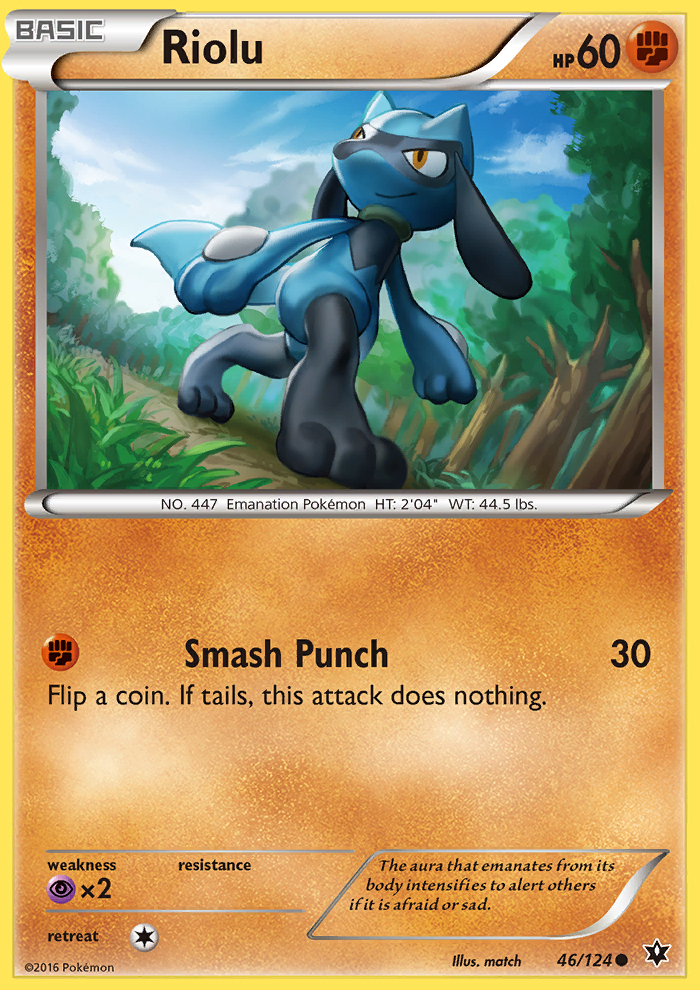 BASIC
Riolu
HP60
NO. 447 Emanation Pokémon HT: 2'04" WT: 44.5 lbs.
Smash Punch 30
Flip a coin. If tails, this attack does nothing.
weakness resistance
×2
The aura that emanates from its
body intensifies to alert others
if it is afraid or sad.
retreat
Illus. match 46/124
©2016 Pokémon